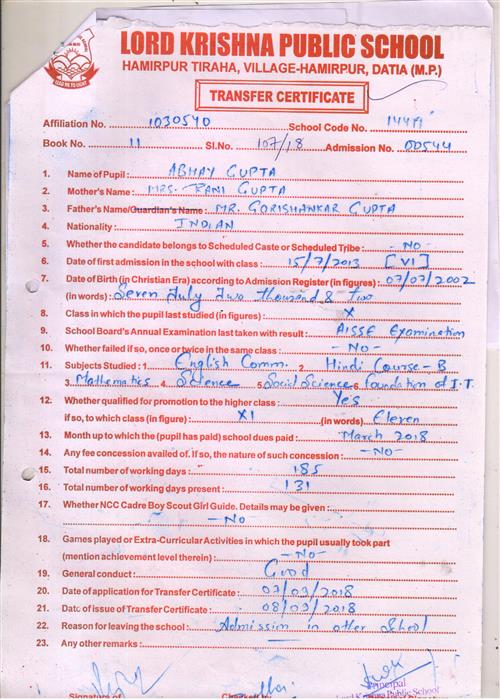 LORD KRISHNA PUBLIC SCHOOL
HAMIRPUR TIRAHA, VILLAGE-HAMIRPUR, DATIA (M.P.)
TRANSFER CERTIFICATE
Affiliation No. 1030540 School Code No.
Book No. 11 Sl.No. 107/18 Admission No. 00544
1. Name of Pupil: ABHAY GUPTA
2. Mother's Name: MRS. RANI GUPTA
3. Father's Name/Guardian's Name: MR. GORISHANKAR GUPTA
4. Nationality: INDIAN
5. Whether the candidate belongs to Scheduled Caste or Scheduled Tribe: -NO-
6. Date of first admission in the school with class: 15/7/2013 [VI]
7. Date of Birth (in Christian Era) according to Admission Register (in figures): 07/07/2002
(in words): Seven July Two thousand & two
8. Class in which the pupil last studied (in figures): X
9. School Board's Annual Examination last taken with result: AISSE Examination
10. Whether failed if so, once or twice in the same class: -No-
11. Subjects Studied: 1. English Comm. 2. Hindi Course-B
3. Mathematics 4. Science 5. Social Science 6. foundation of I.T.
12. Whether qualified for promotion to the higher class: Yes
if so, to which class (in figure): XI (in words) Eleven
13. Month up to which the (pupil has paid) school dues paid: March 2018
14. Any fee concession availed of. if so, the nature of such concession: -No-
15. Total number of working days: 185
16. Total number of working days present: 131
17. Whether NCC Cadre Boy Scout Girl Guide. Details may be given:
-No-
18. Games played or Extra-Curricular Activities in which the pupil usually took part
(mention achievement level therein): -No-
19. General conduct: Good
20. Date of application for Transfer Certificate: 07/03/2018
21. Date of issue of Transfer Certificate: 08/03/2018
22. Reason for leaving the school: Admission in other School
23. Any other remarks: —
Principal
Krishna Public School
Signature of Checked by